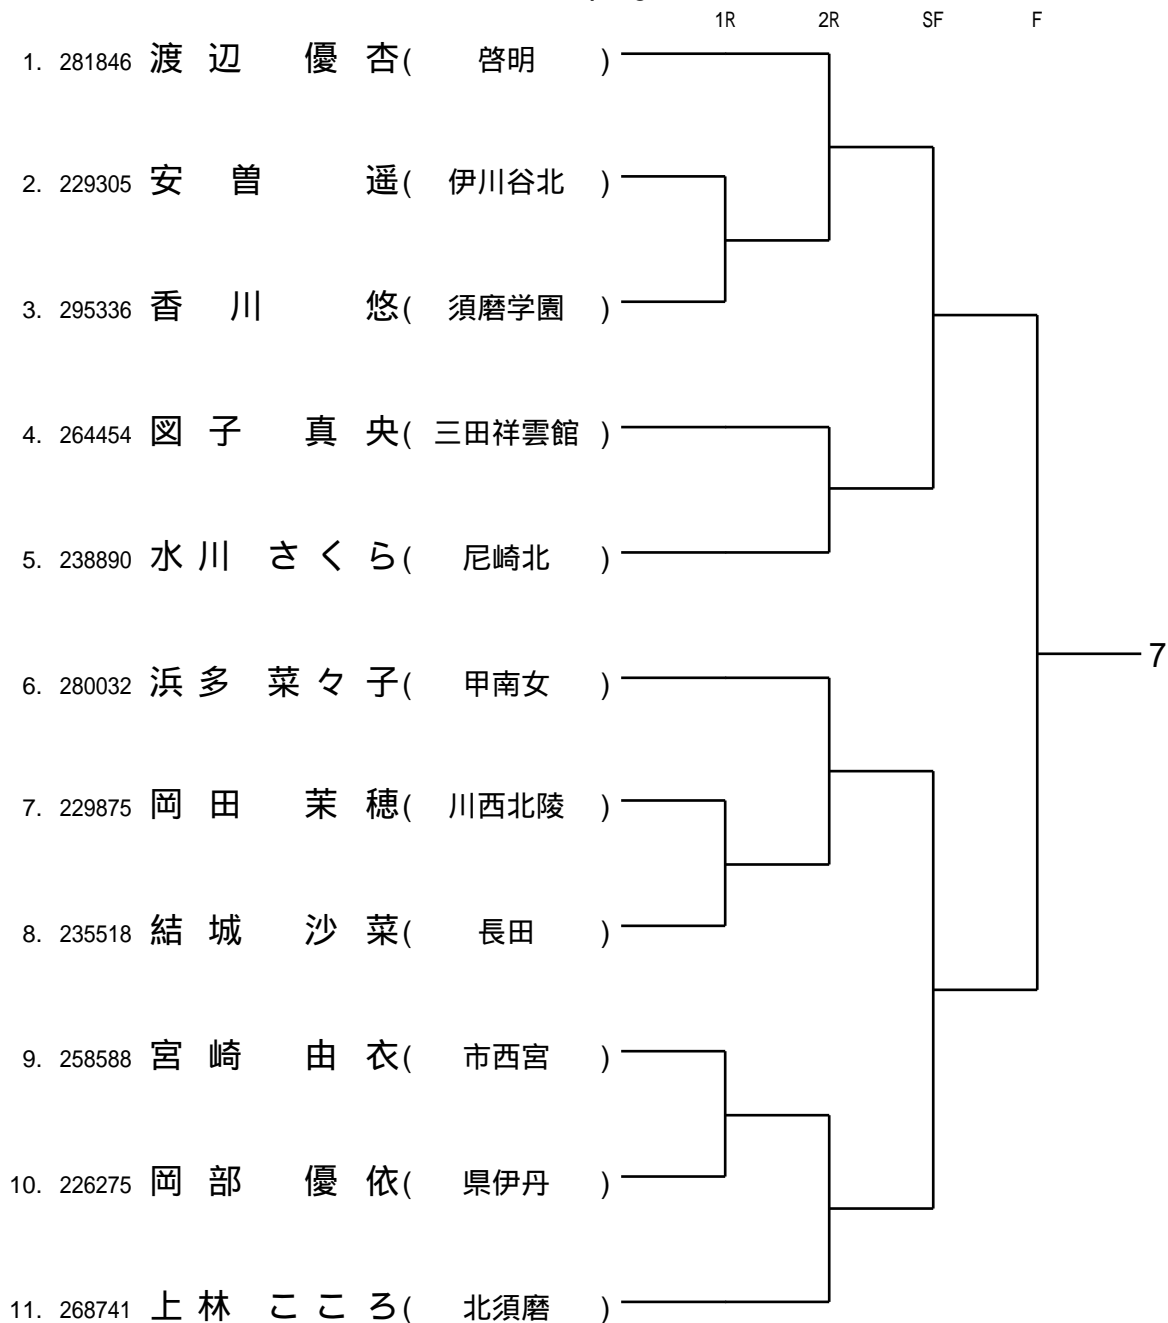 1R 2R SF F
1. 281846 渡辺 優杏( 啓明 )
2. 229305 安曽 遥( 伊川谷北 )
3. 295336 香川 悠( 須磨学園 )
4. 264454 図子 真央( 三田祥雲館 )
5. 238890 水川 さくら( 尼崎北 )
7
6. 280032 浜多 菜々子( 甲南女 )
7. 229875 岡田 茉穂( 川西北陵 )
8. 235518 結城 沙菜( 長田 )
9. 258588 宮崎 由衣( 市西宮 )
10. 226275 岡部 優依( 県伊丹 )
11. 268741 上林 こころ( 北須磨 )